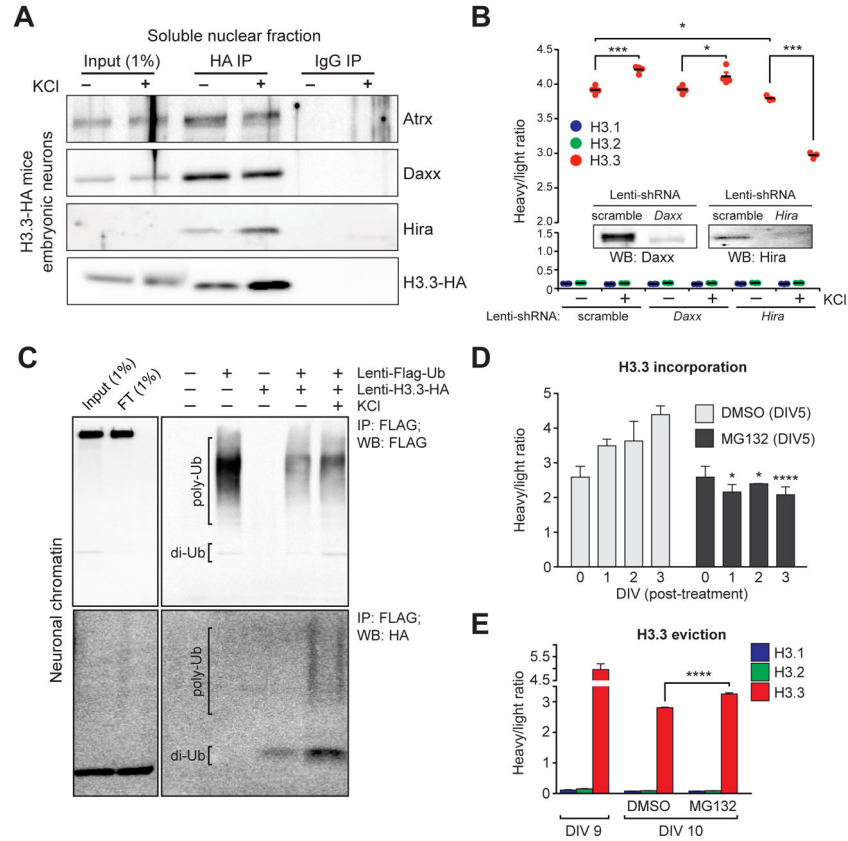 A
Soluble nuclear fraction
Input (1%) HA IP IgG IP
KCl – + – + – +
H3.3-HA mice
embryonic neurons
Atrx
Daxx
Hira
H3.3-HA
B
* 
*** * ***
Heavy/light ratio
4.5
4.0
3.5
3.0
2.5
2.0
1.5
1.0
0.5
0
H3.1
H3.2
H3.3
Lenti-shRNA Lenti-shRNA
scramble Daxx scramble Hira
WB: Daxx WB: Hira
– + – + – + KCl
Lenti-shRNA: scramble Daxx Hira
C
Input (1%)
FT (1%)
– + – + + Lenti-Flag-Ub
– – + + + Lenti-H3.3-HA
+ KCl
IP: FLAG;
WB: FLAG
poly-Ub
di-Ub
Neuronal chromatin
IP: FLAG;
WB: HA
poly-Ub
di-Ub
D
H3.3 incorporation
Heavy/light ratio
5
4
3
2
1
0
DMSO (DIV5)
MG132 (DIV5)
* * ****
0 1 2 3 0 1 2 3
DIV (post-treatment)
E
H3.3 eviction
Heavy/light ratio
5.5
4.5
3
2
1
0
****
H3.1
H3.2
H3.3
DMSO MG132
DIV 9 DIV 10